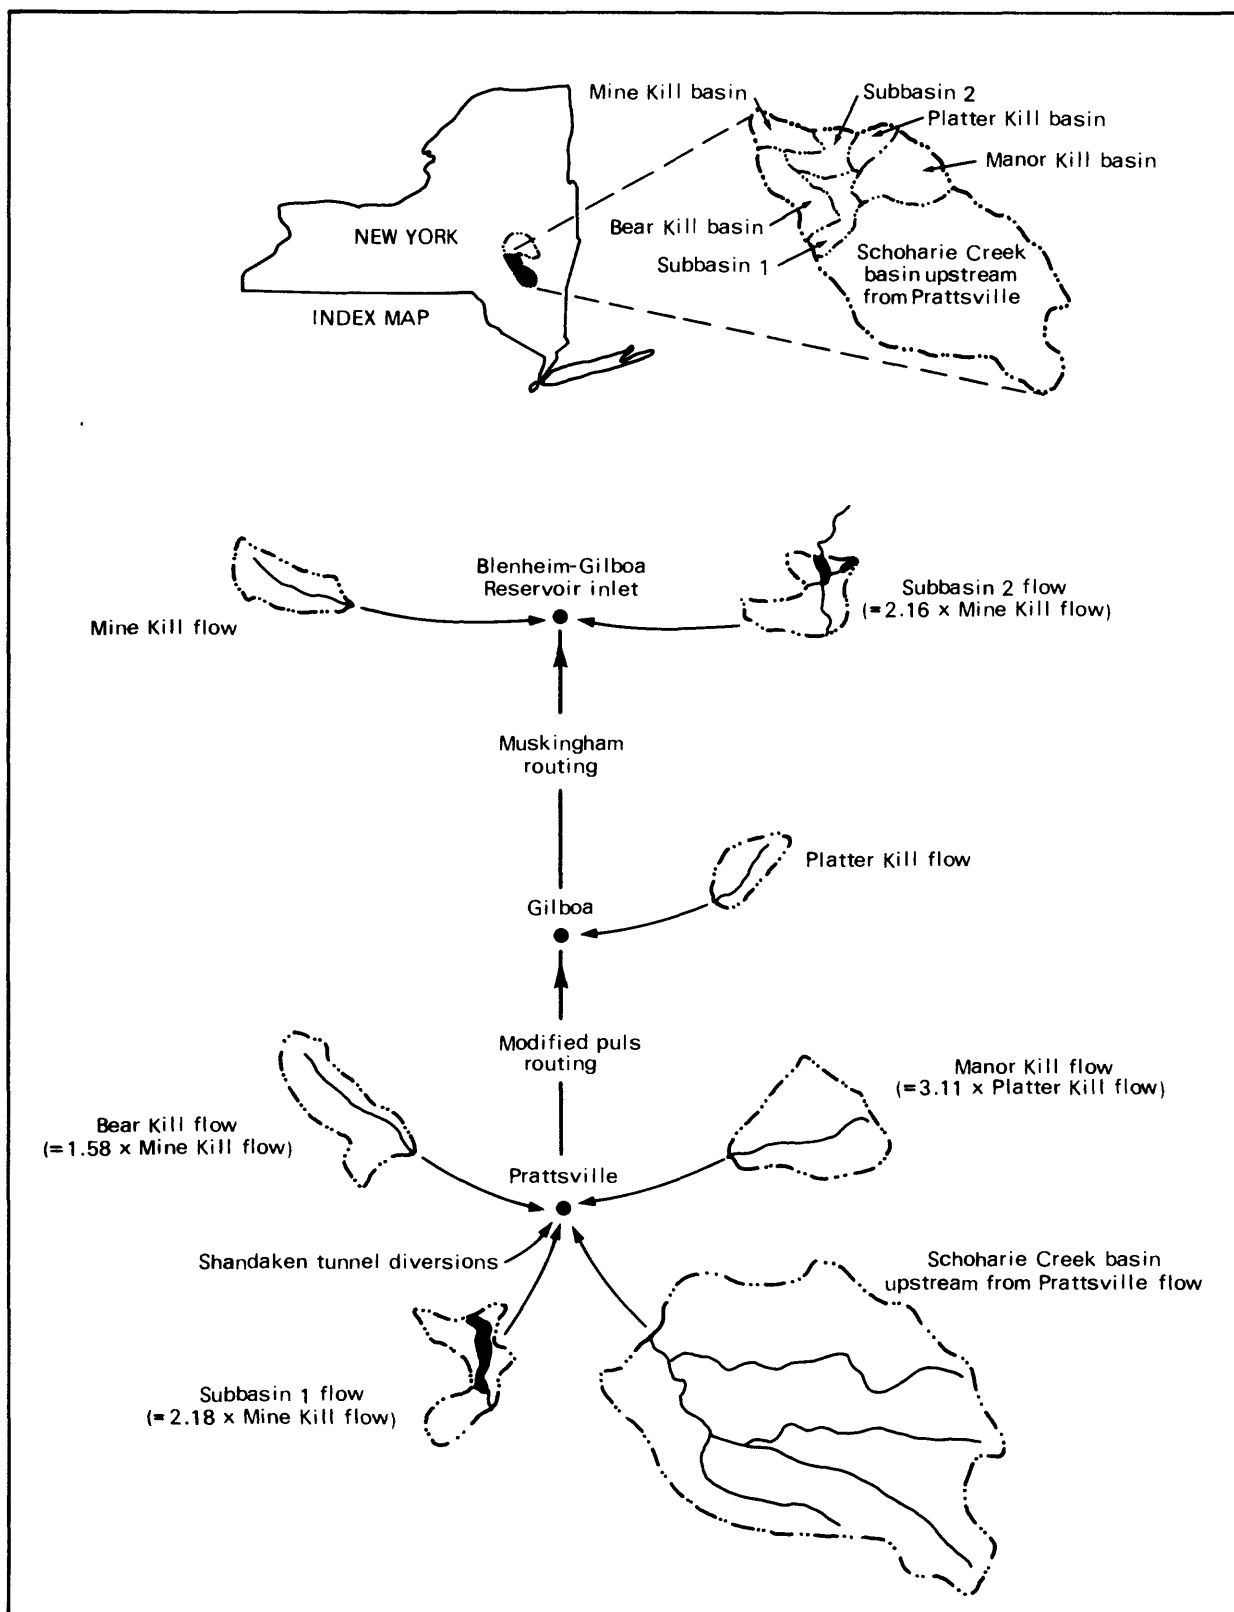 Mine Kill basin
Subbasin 2
Platter Kill basin
Manor Kill basin
NEW YORK
Bear Kill basin
Subbasin 1
Schoharie Creek
basin upstream
from Prattsville
INDEX MAP
Blenheim-Gilboa
Reservoir inlet
Mine Kill flow
Subbasin 2 flow
(=2.16 x Mine Kill flow)
Muskingham
routing
Platter Kill flow
Gilboa
Modified puls
routing
Manor Kill flow
(=3.11 x Platter Kill flow)
Bear Kill flow
(=1.58 x Mine Kill flow)
Prattsville
Shandaken tunnel diversions
Schoharie Creek basin
upstream from Prattsville flow
Subbasin 1 flow
(=2.18 x Mine Kill flow)